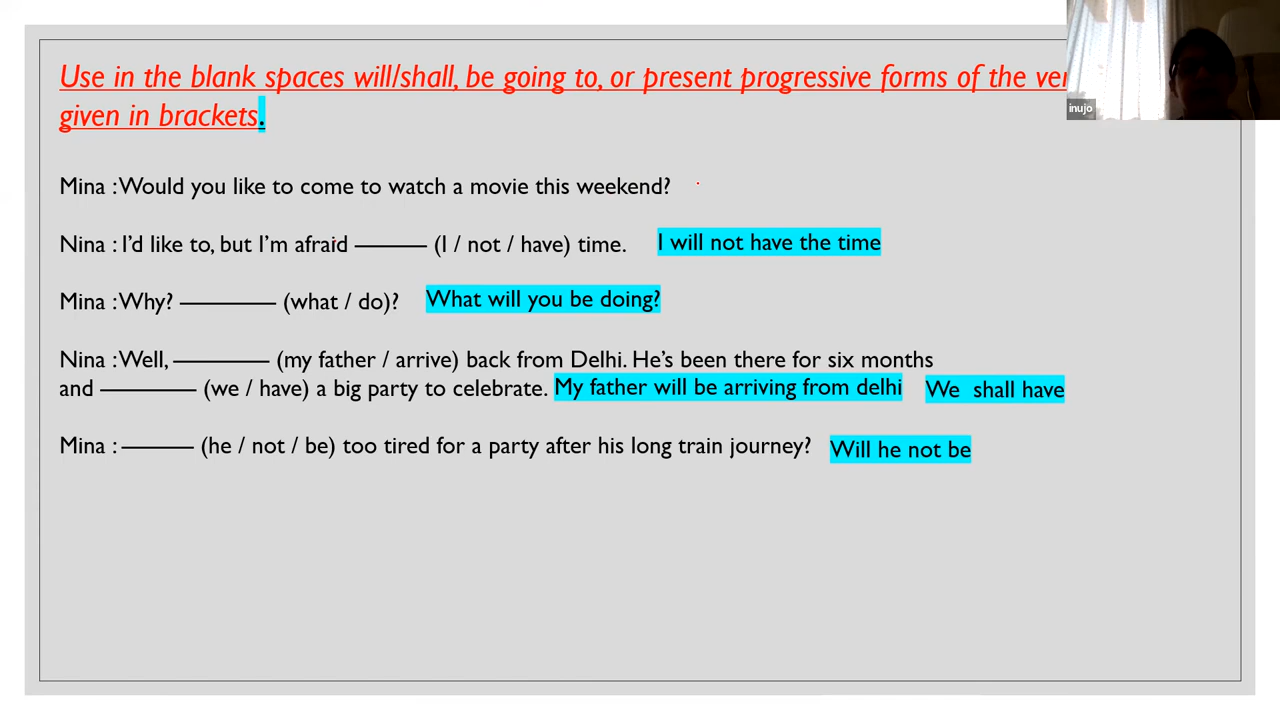 Use in the blank spaces will/shall, be going to, or present progressive forms of the
given in brackets.
inujo
Mina : Would you like to come to watch a movie this weekend?
Nina : I'd like to, but I'm afraid ——— (I / not / have) time. I will not have the time
Mina : Why? ———— (what / do)? What will you be doing?
Nina : Well, ———— (my father / arrive) back from Delhi. He's been there for six months
and ———— (we / have) a big party to celebrate. My father will be arriving from delhi We shall have
Mina : ——— (he / not / be) too tired for a party after his long train journey? Will he not be